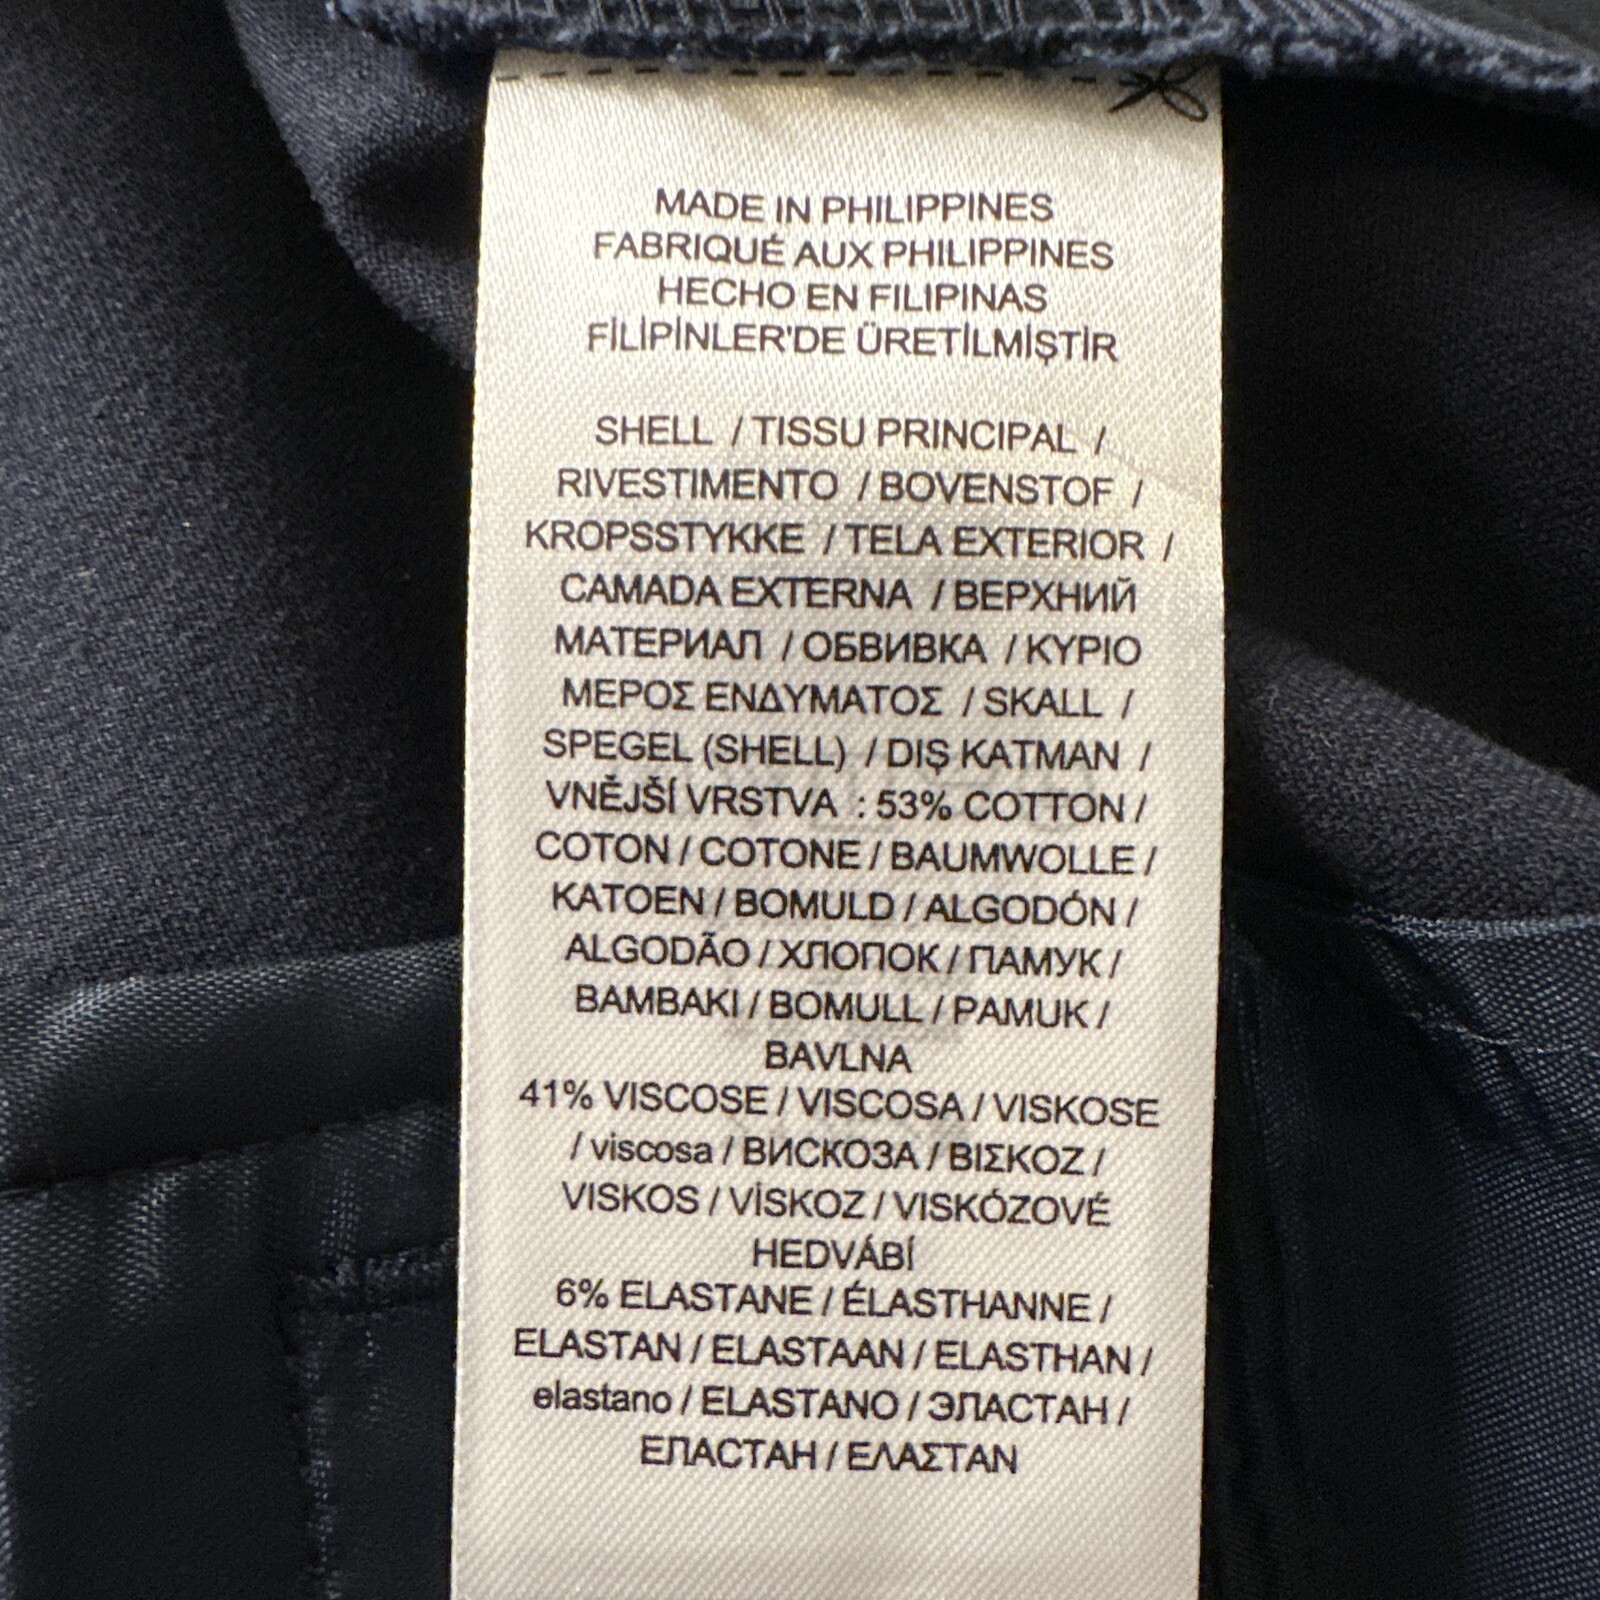 MADE IN PHILIPPINES
FABRIQUÉ AUX PHILIPPINES
HECHO EN FILIPINAS
FİLİPİNLER'DE ÜRETİLMİŞTİR
SHELL / TISSU PRINCIPAL /
RIVESTIMENTO / BOVENSTOF /
KROPSSTYKKE / TELA EXTERIOR /
CAMADA EXTERNA / ВЕРХНИЙ
МАТЕРИАЛ / ОБВИВКА / ΚΥΡΙΟ
ΜΕΡΟΣ ΕΝΔΥΜΑΤΟΣ / SKALL /
SPEGEL (SHELL) / DIŞ KATMAN /
VNĚJŠÍ VRSTVA : 53% COTTON /
COTON / COTONE / BAUMWOLLE /
KATOEN / BOMULD / ALGODÓN /
ALGODÃO / ХЛОПОК / ПАМУК /
BAMBAKI / BOMULL / PAMUK /
BAVLNA
41% VISCOSE / VISCOSA / VISKOSE
/ viscosa / ВИСКОЗА / ΒΙΣΚΟΖ /
VISKOS / VİSKOZ / VISKÓZOVÉ
HEDVÁBÍ
6% ELASTANE / ÉLASTHANNE /
ELASTAN / ELASTAAN / ELASTHAN /
elastano / ELASTANO / ЭЛАСТАН /
ЕЛАСТАН / ΕΛΑΣΤΑΝ